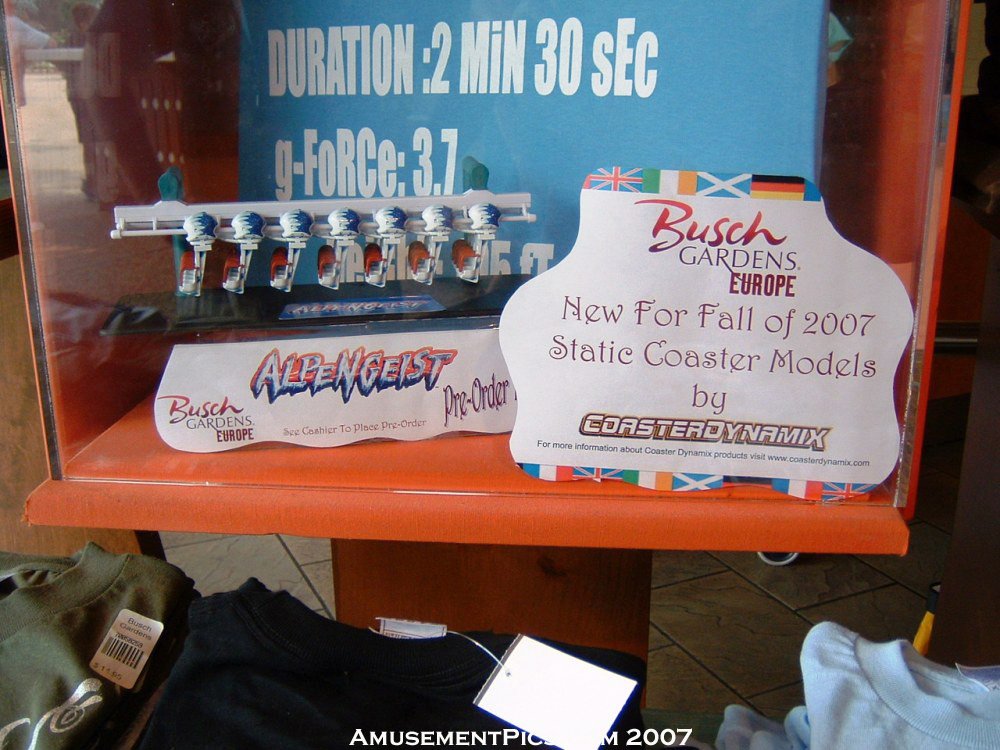 DURATION :2 MiN 30 sEc
g-FoRCe: 3.7
ALPENGEIST
ALPENGEIST
Busch
GARDENS
EUROPE
See Cashier To Place Pre-Order
Pre-Order
Busch
GARDENS
EUROPE
New For Fall of 2007
Static Coaster Models
by
COASTERDYNAMIX
For more information about Coaster Dynamix products visit www.coasterdynamix.com
Busch
Gardens
AMUSEMENTPICS 2007